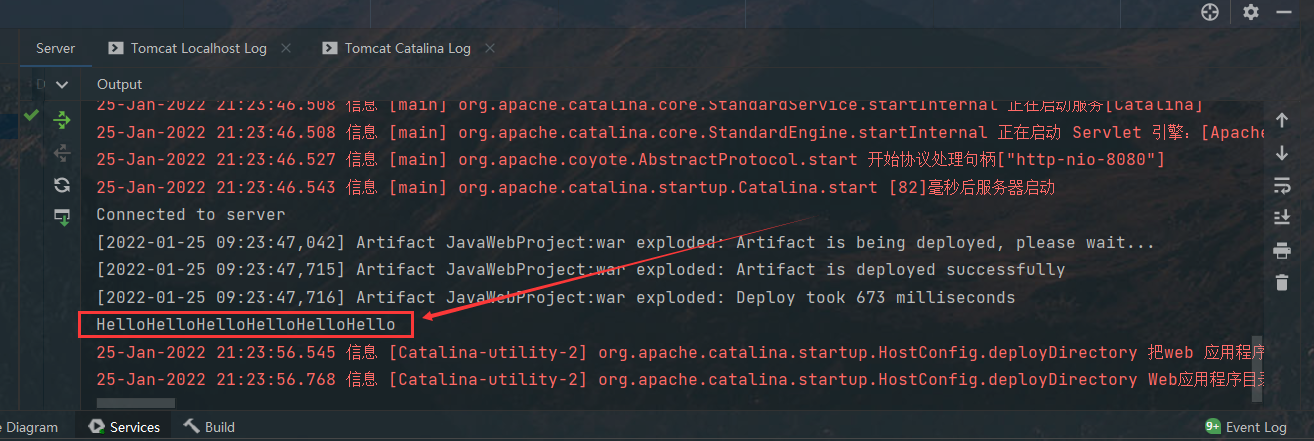 Server
Tomcat Localhost Log
Tomcat Catalina Log
Output
25-Jan-2022 21:23:46.508 信息 [main] org.apache.catalina.core.StandardService.startInternal 正在启动服务[Catalina]
25-Jan-2022 21:23:46.508 信息 [main] org.apache.catalina.core.StandardEngine.startInternal 正在启动 Servlet 引擎：[Apache
25-Jan-2022 21:23:46.527 信息 [main] org.apache.coyote.AbstractProtocol.start 开始协议处理句柄["http-nio-8080"]
25-Jan-2022 21:23:46.543 信息 [main] org.apache.catalina.startup.Catalina.start [82]毫秒后服务器启动
Connected to server
[2022-01-25 09:23:47,042] Artifact JavaWebProject:war exploded: Artifact is being deployed, please wait...
[2022-01-25 09:23:47,715] Artifact JavaWebProject:war exploded: Artifact is deployed successfully
[2022-01-25 09:23:47,716] Artifact JavaWebProject:war exploded: Deploy took 673 milliseconds
HelloHelloHelloHelloHelloHello
25-Jan-2022 21:23:56.545 信息 [Catalina-utility-2] org.apache.catalina.startup.HostConfig.deployDirectory 把web 应用程序
25-Jan-2022 21:23:56.768 信息 [Catalina-utility-2] org.apache.catalina.startup.HostConfig.deployDirectory Web应用程序目录
Diagram Services Build 9+ Event Log